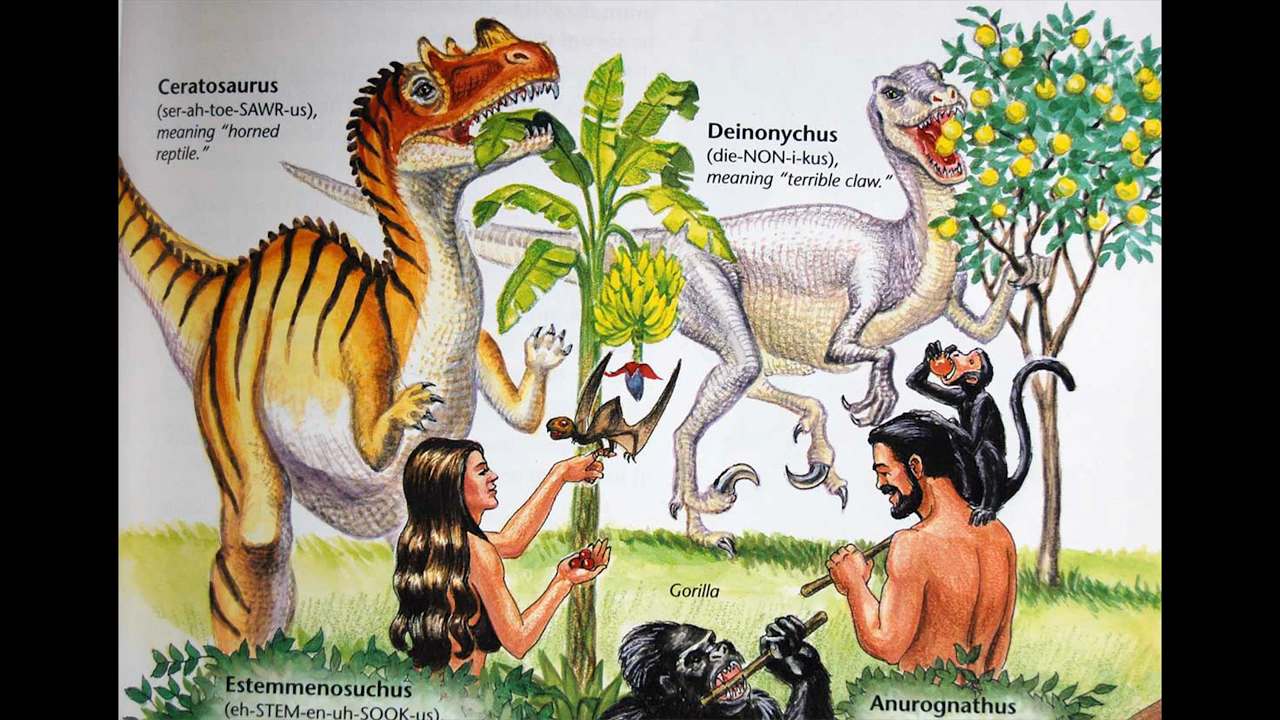 Ceratosaurus
(ser-ah-toe-SAWR-us),
meaning “horned
reptile.”
Deinonychus
(die-NON-i-kus),
meaning “terrible claw.”
Gorilla
Estemmenosuchus
(eh-STEM-en-uh-SOOK-us),
Anurognathus